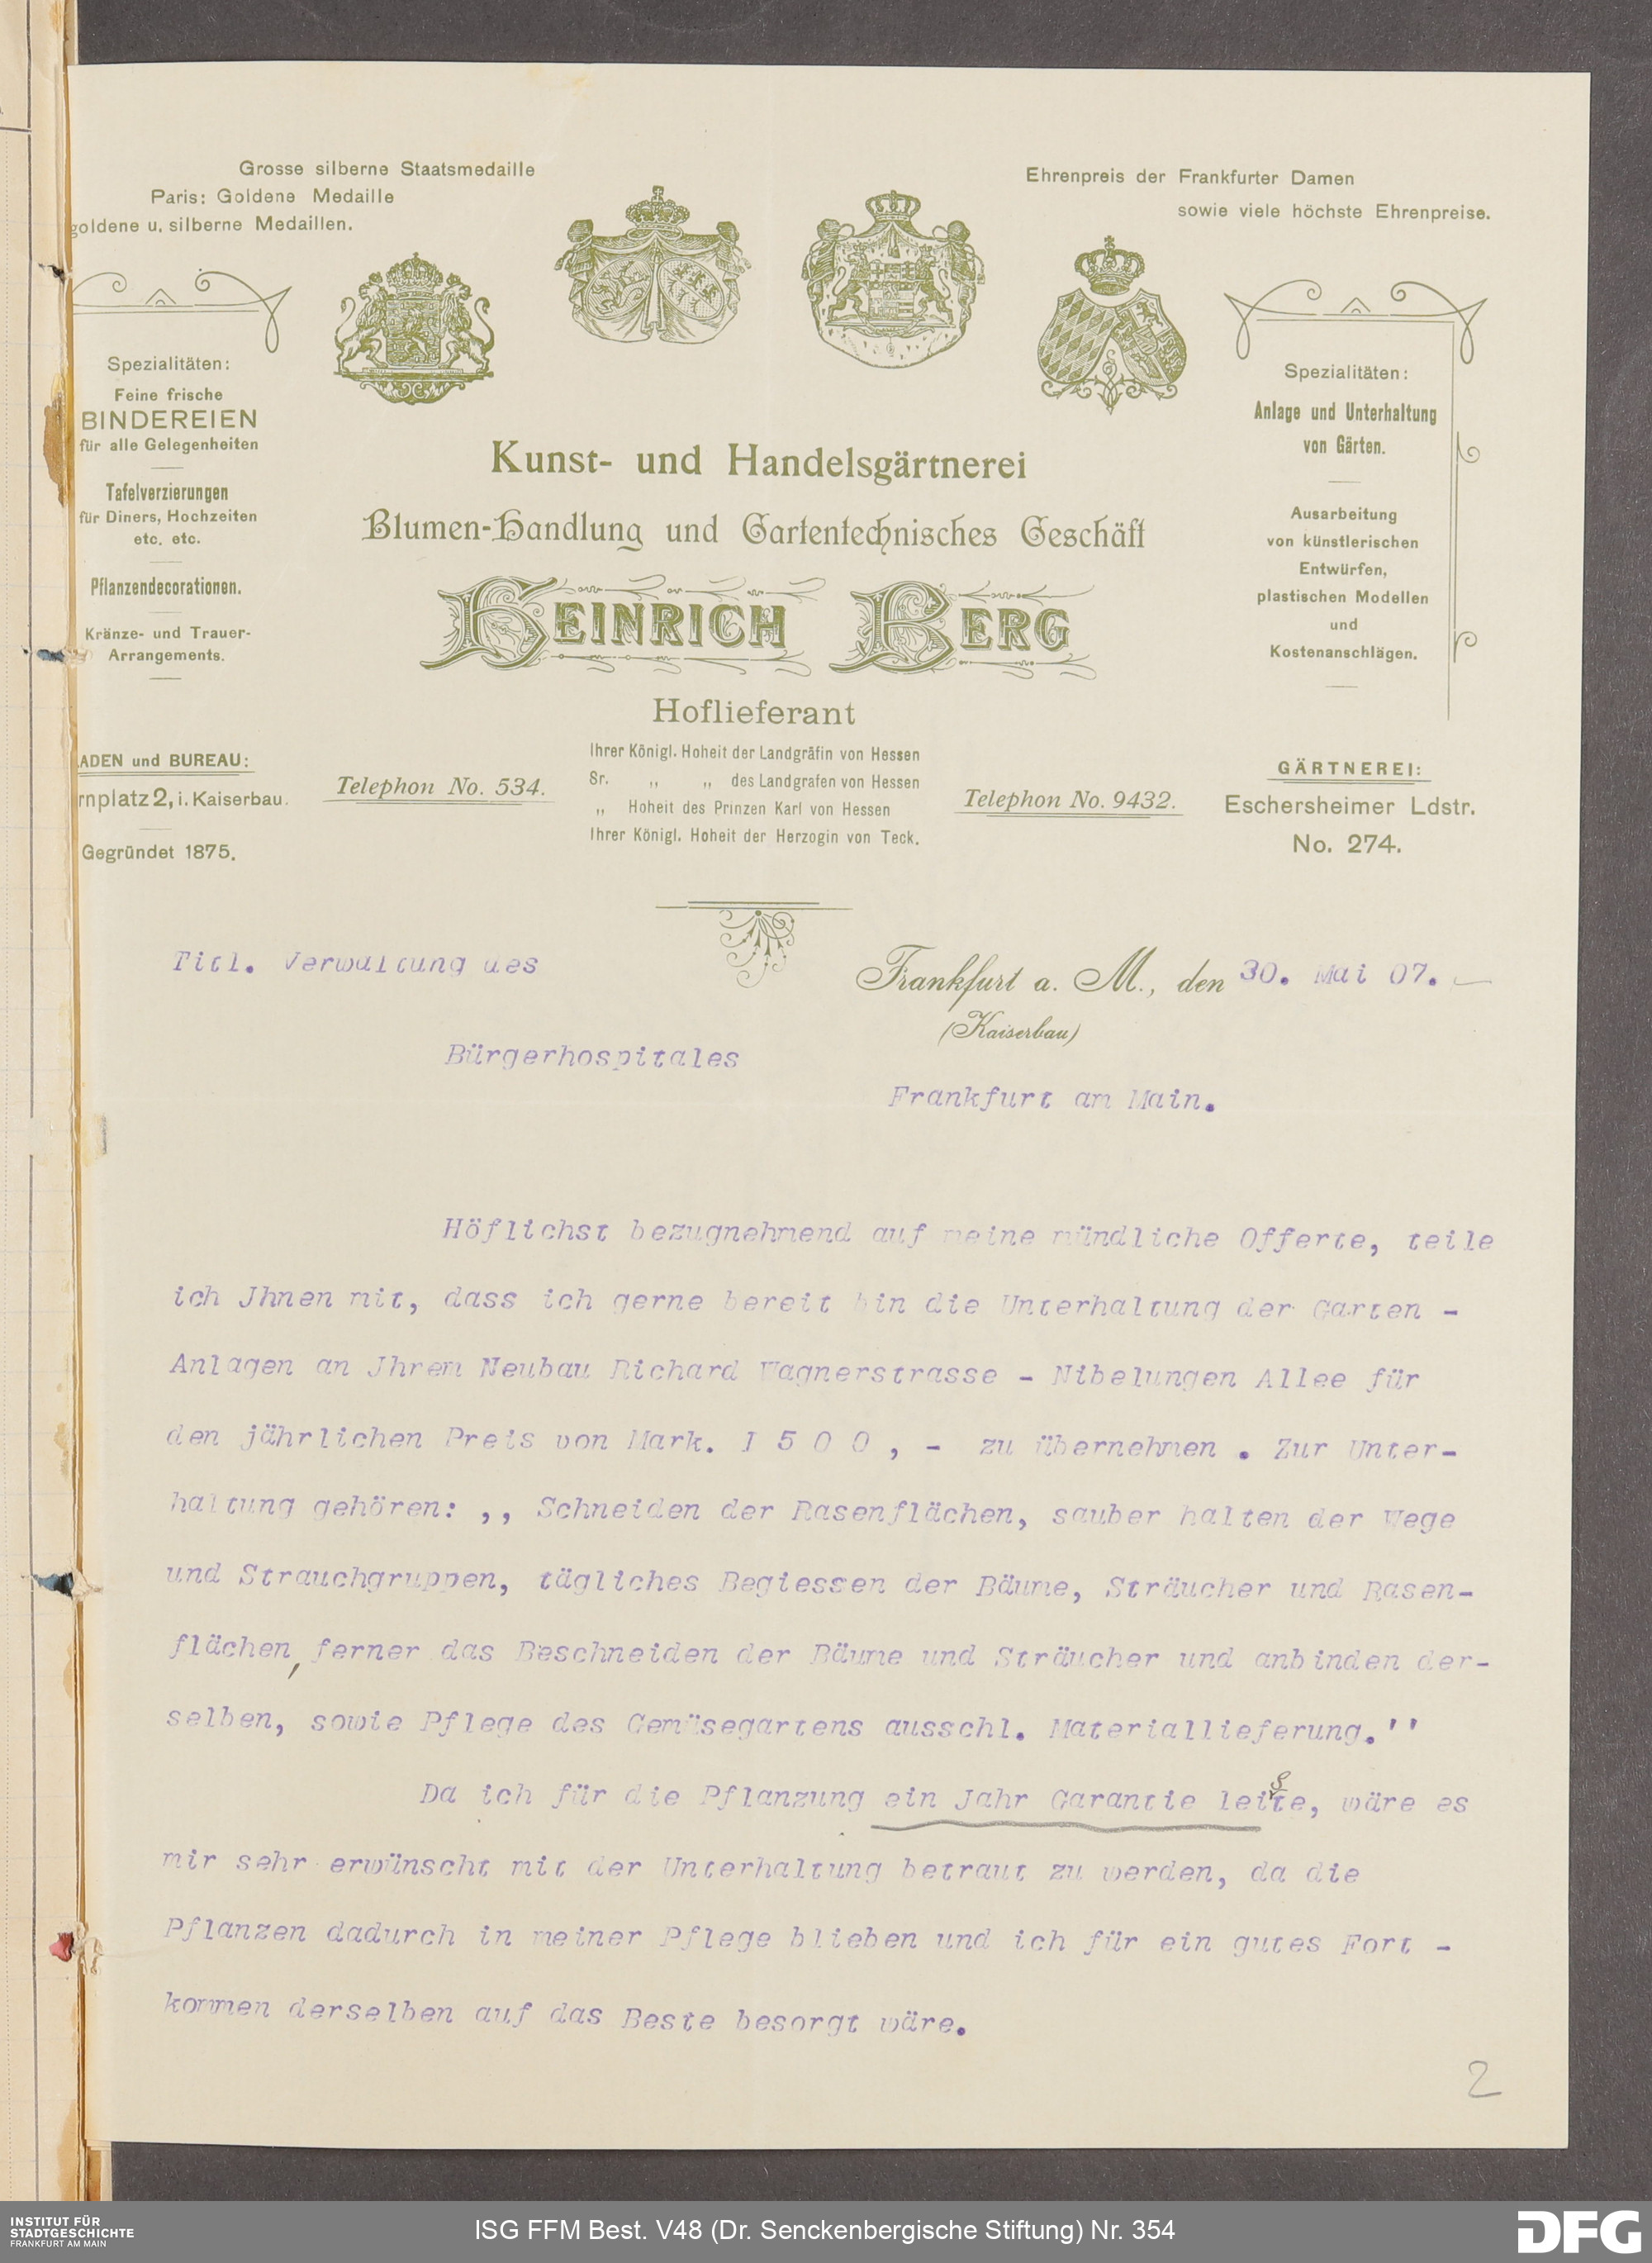 Grosse silberne Staatsmedaille
Paris: Goldene Medaille
goldene u. silberne Medaillen.
Ehrenpreis der Frankfurter Damen
sowie viele höchste Ehrenpreise.
Spezialitäten:
Feine frische
BINDEREIEN
für alle Gelegenheiten
Tafelverzierungen
für Diners, Hochzeiten
etc. etc.
Pflanzendecorationen.
Kränze- und Trauer-
Arrangements.
Spezialitäten:
Anlage und Unterhaltung
von Gärten.
Ausarbeitung
von künstlerischen
Entwürfen,
plastischen Modellen
und
Kostenanschlägen.
Kunst- und Handelsgärtnerei
Blumen-Handlung und Gartentechnisches Geschäft
HEINRICH BERG
Hoflieferant
Ihrer Königl. Hoheit der Landgräfin von Hessen
Sr. „ „ des Landgrafen von Hessen
„ Hoheit des Prinzen Karl von Hessen
Ihrer Königl. Hoheit der Herzogin von Teck.
ADEN und BUREAU:
rnplatz 2, i. Kaiserbau.
Gegründet 1875.
Telephon No. 534.
Telephon No. 9432.
GÄRTNEREI:
Eschersheimer Ldstr.
No. 274.
Titl. Verwaltung des
Frankfurt a. M., den 30. Mai 07.
(Kaiserbau)
Bürgerhospitales
Frankfurt am Main.
Höflichst bezugnehmend auf meine mündliche Offerte, teile
ich Jhnen mit, dass ich gerne bereit bin die Unterhaltung der Garten -
Anlagen an Jhrem Neubau Richard Wagnerstrasse - Nibelungen Allee für
den jährlichen Preis von Mark. 1 5 0 0 , - zu übernehmen . Zur Unter-
haltung gehören: ,, Schneiden der Rasenflächen, sauber halten der Wege
und Strauchgruppen, tägliches Begiessen der Bäume, Sträucher und Rasen-
flächen, ferner das Beschneiden der Bäume und Sträucher und anbinden der-
selben, sowie Pflege des Gemüsegartens ausschl. Materiallieferung.''
Da ich für die Pflanzung ein Jahr Garantie leiste, wäre es
mir sehr erwünscht mit der Unterhaltung betraut zu werden, da die
Pflanzen dadurch in meiner Pflege blieben und ich für ein gutes Fort -
kommen derselben auf das Beste besorgt wäre.
2
INSTITUT FÜR
STADTGESCHICHTE
FRANKFURT AM MAIN
ISG FFM Best. V48 (Dr. Senckenbergische Stiftung) Nr. 354
DFG